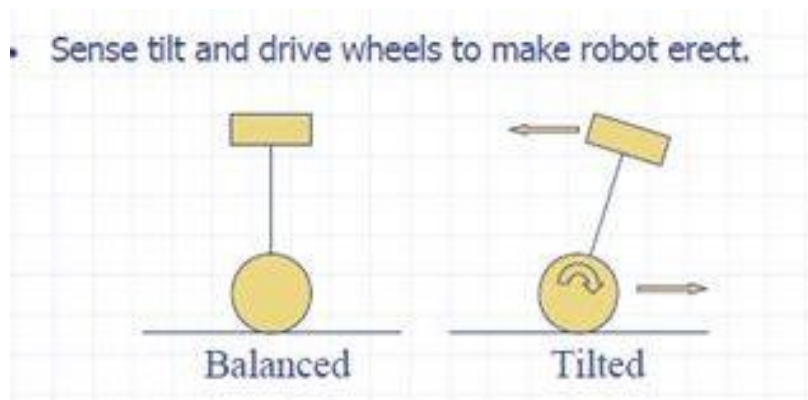 • Sense tilt and drive wheels to make robot erect.
Balanced
Tilted